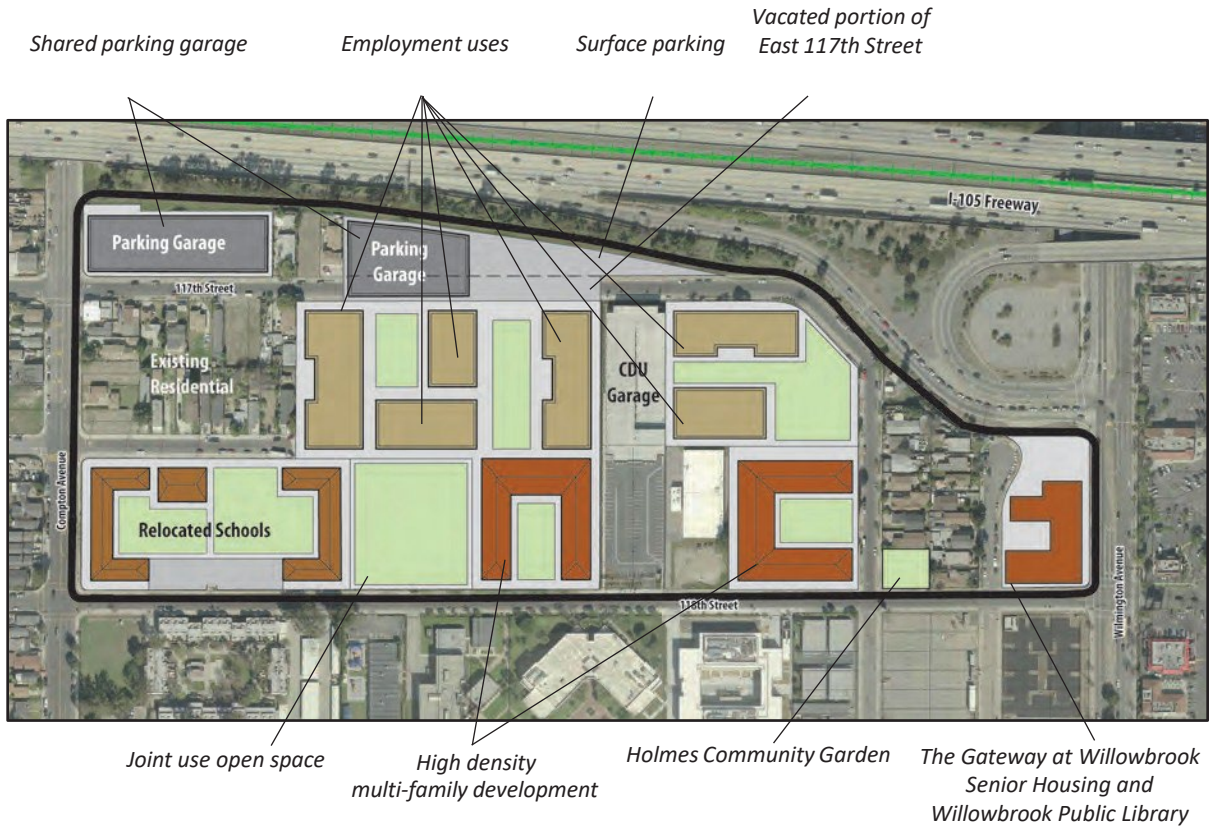 Shared parking garage
Employment uses
Surface parking
Vacated portion of
East 117th Street
I-105 Freeway
Parking Garage
Parking
Garage
117th Street
Existing
Residential
CDU
Garage
Compton Avenue
Relocated Schools
118th Street
Wilmington Avenue
Joint use open space
High density
multi-family development
Holmes Community Garden
The Gateway at Willowbrook
Senior Housing and
Willowbrook Public Library